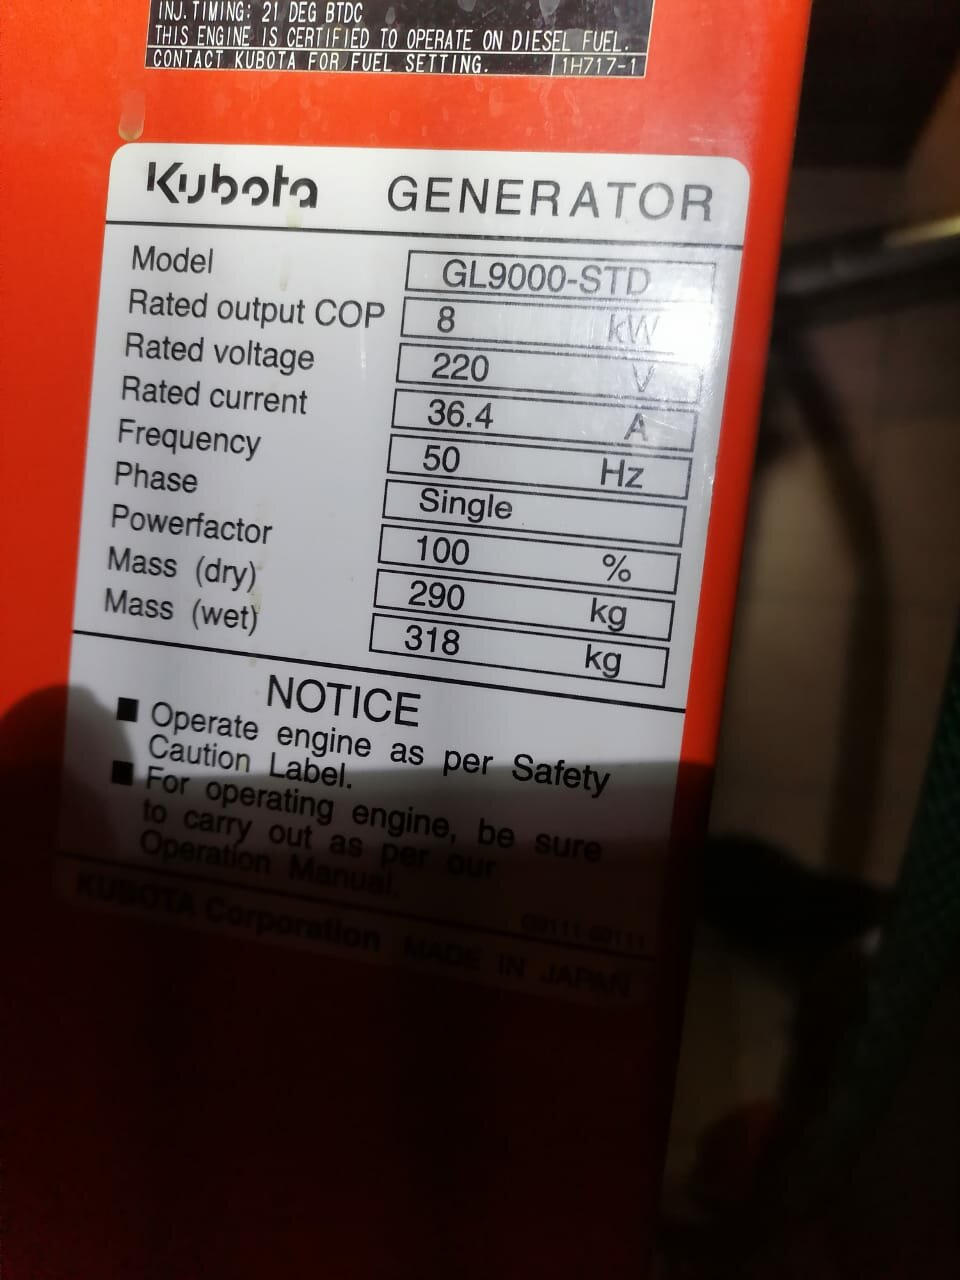 INJ. TIMING: 21 DEG BTDC
THIS ENGINE IS CERTIFIED TO OPERATE ON DIESEL FUEL.
CONTACT KUBOTA FOR FUEL SETTING. 1H717-1
Kubota GENERATOR
Model GL9000-STD
Rated output COP 8 kW
Rated voltage 220 V
Rated current 36.4 A
Frequency 50 Hz
Phase Single
Powerfactor 100 %
Mass (dry) 290 kg
Mass (wet) 318 kg
NOTICE
■ Operate engine as per Safety
Caution Label.
■ For operating engine, be sure
to carry out as per our
Operation Manual.
KUBOTA Corporation MADE IN JAPAN